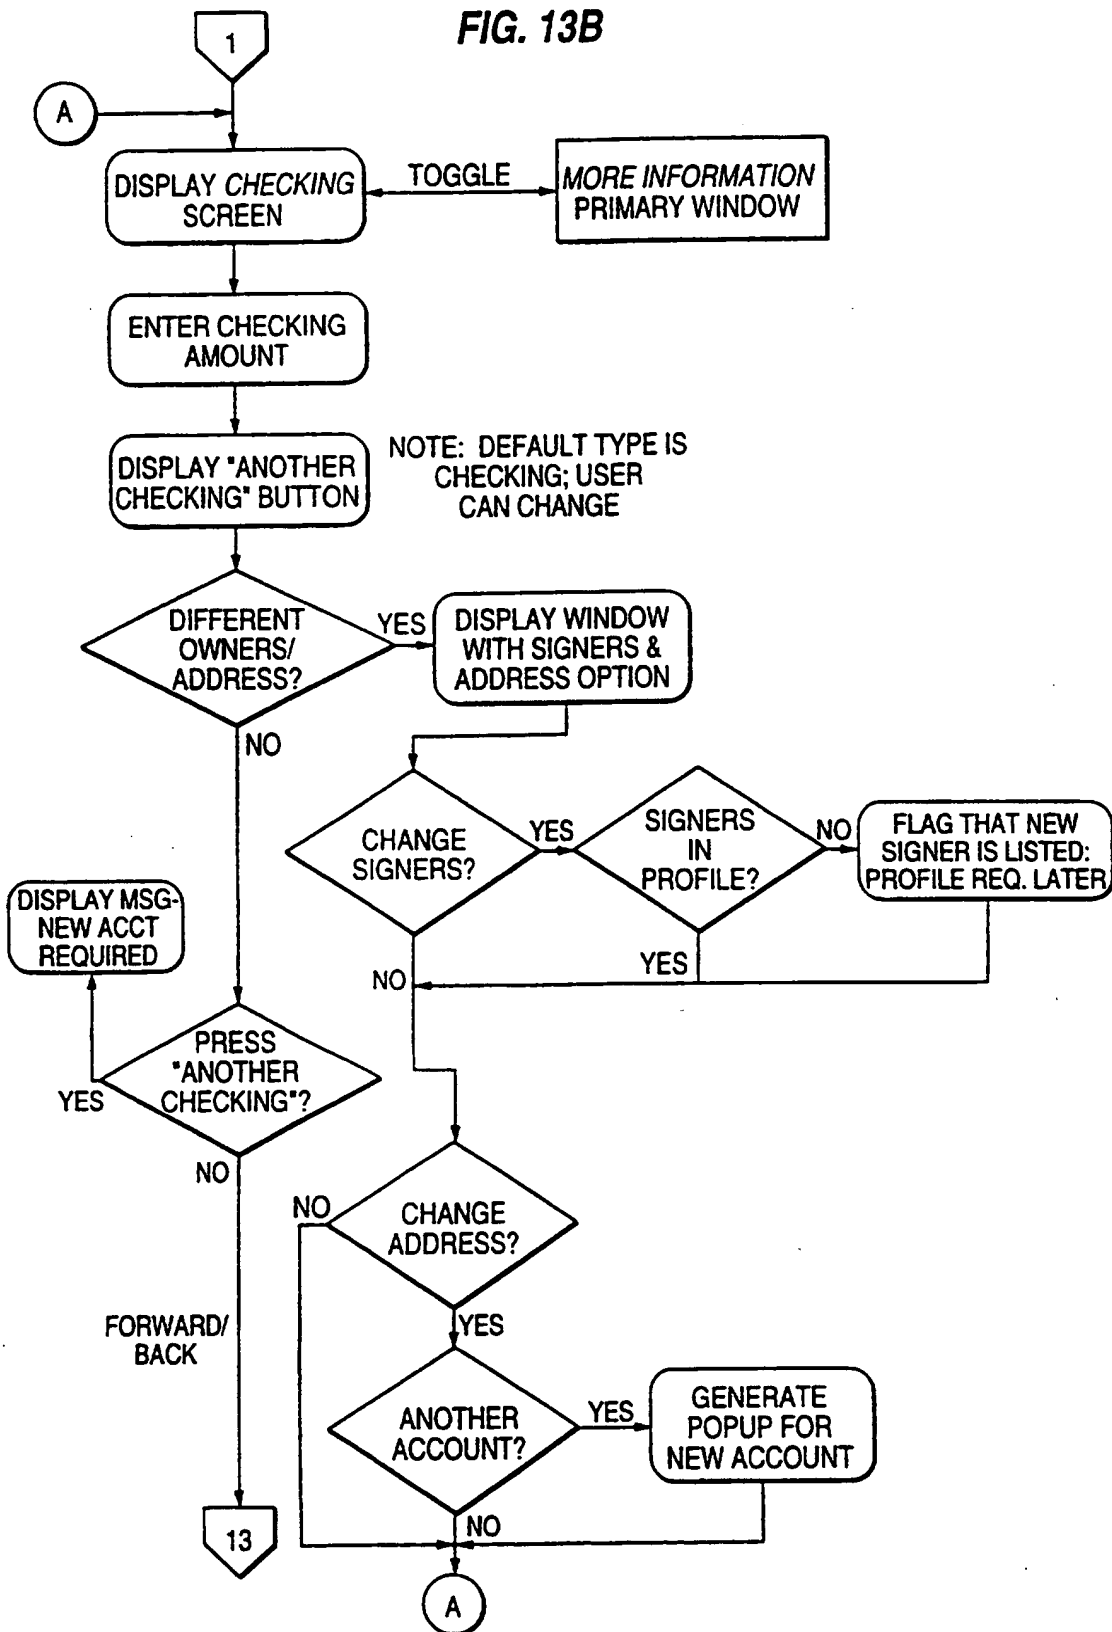 FIG. 13B
1
A
DISPLAY CHECKING
SCREEN
TOGGLE
MORE INFORMATION
PRIMARY WINDOW
ENTER CHECKING
AMOUNT
DISPLAY "ANOTHER
CHECKING" BUTTON
NOTE: DEFAULT TYPE IS
CHECKING; USER
CAN CHANGE
DIFFERENT
OWNERS/
ADDRESS?
YES
DISPLAY WINDOW
WITH SIGNERS &
ADDRESS OPTION
NO
CHANGE
SIGNERS?
YES
SIGNERS
IN
PROFILE?
NO
FLAG THAT NEW
SIGNER IS LISTED:
PROFILE REQ. LATER
DISPLAY MSG-
NEW ACCT
REQUIRED
NO
YES
PRESS
"ANOTHER
CHECKING"?
YES
NO
NO
CHANGE
ADDRESS?
FORWARD/
BACK
YES
ANOTHER
ACCOUNT?
YES
GENERATE
POPUP FOR
NEW ACCOUNT
13
NO
A